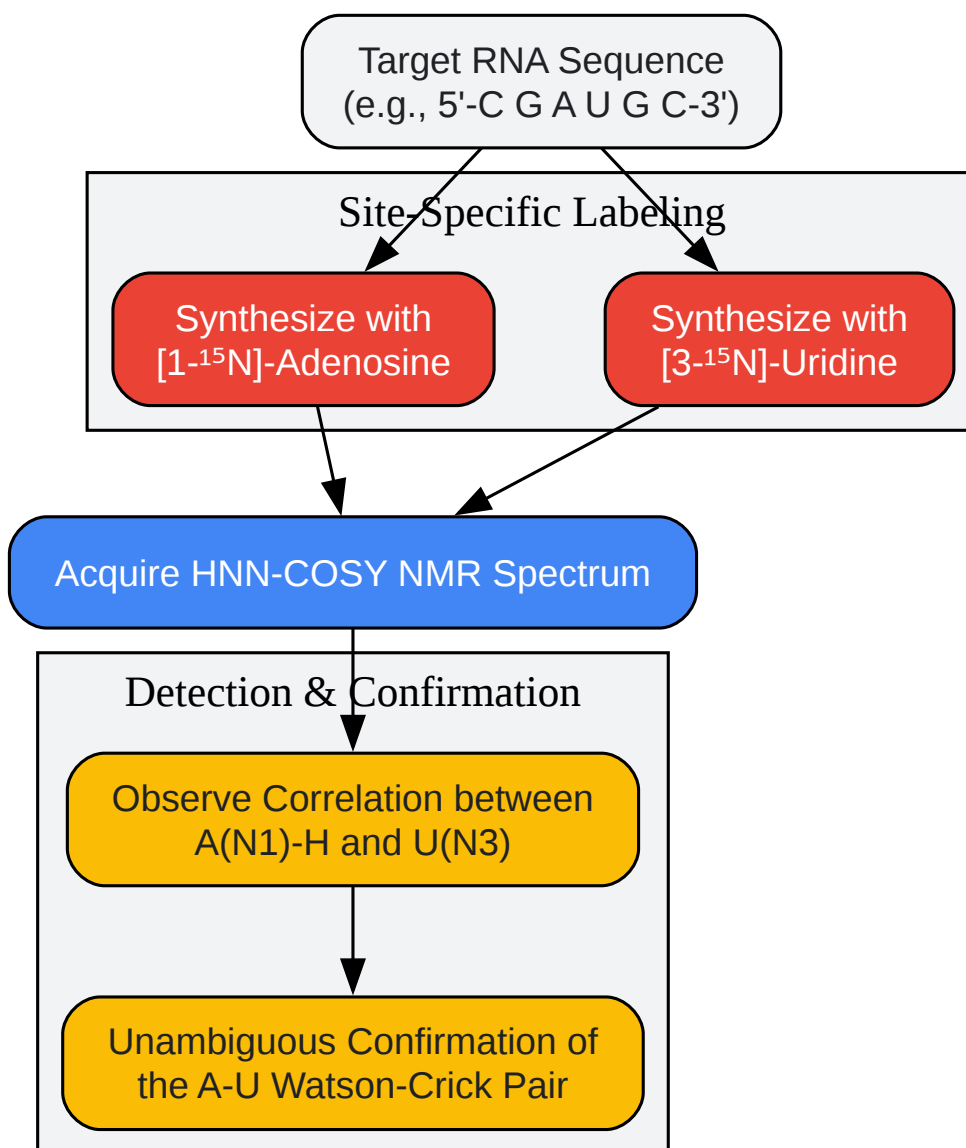 Target RNA Sequence
(e.g., 5'-C G A U G C-3')
Site-Specific Labeling
Synthesize with
[1-¹⁵N]-Adenosine
Synthesize with
[3-¹⁵N]-Uridine
Acquire HNN-COSY NMR Spectrum
Detection & Confirmation
Observe Correlation between
A(N1)-H and U(N3)
Unambiguous Confirmation of
the A-U Watson-Crick Pair